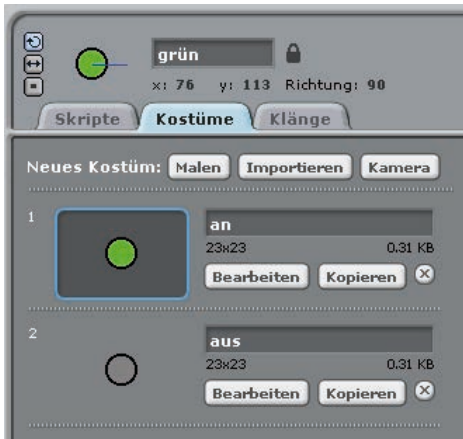 grün
x: 76 y: 113 Richtung: 90
Skripte Kostüme Klänge
Neues Kostüm: Malen Importieren Kamera
1
an
23x23 0.31 KB
Bearbeiten Kopieren
2
aus
23x23 0.31 KB
Bearbeiten Kopieren